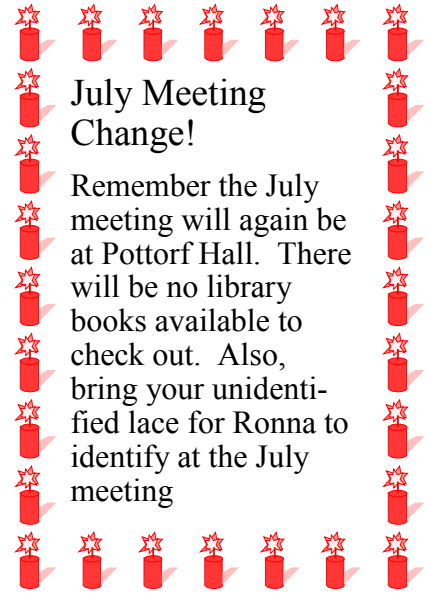 July Meeting
Change!
Remember the July
meeting will again be
at Pottorf Hall.  There
will be no library
books available to
check out.  Also,
bring your unidenti-
fied lace for Ronna to
identify at the July
meeting